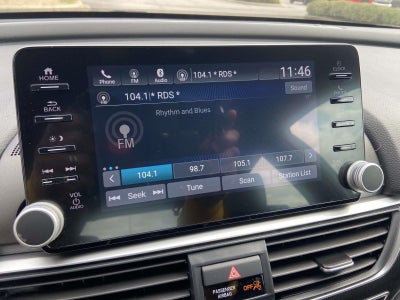 HOME
Phone FM Audio 104.1 * RDS * 11:46
CLOCK
104.1|* RDS * Sound
BACK
Rhythm and Blues
FM
104.1 98.7 105.1 107.7
Seek Tune Scan Station List
VOL
AUDIO
PASSENGER
AIRBAG OFF